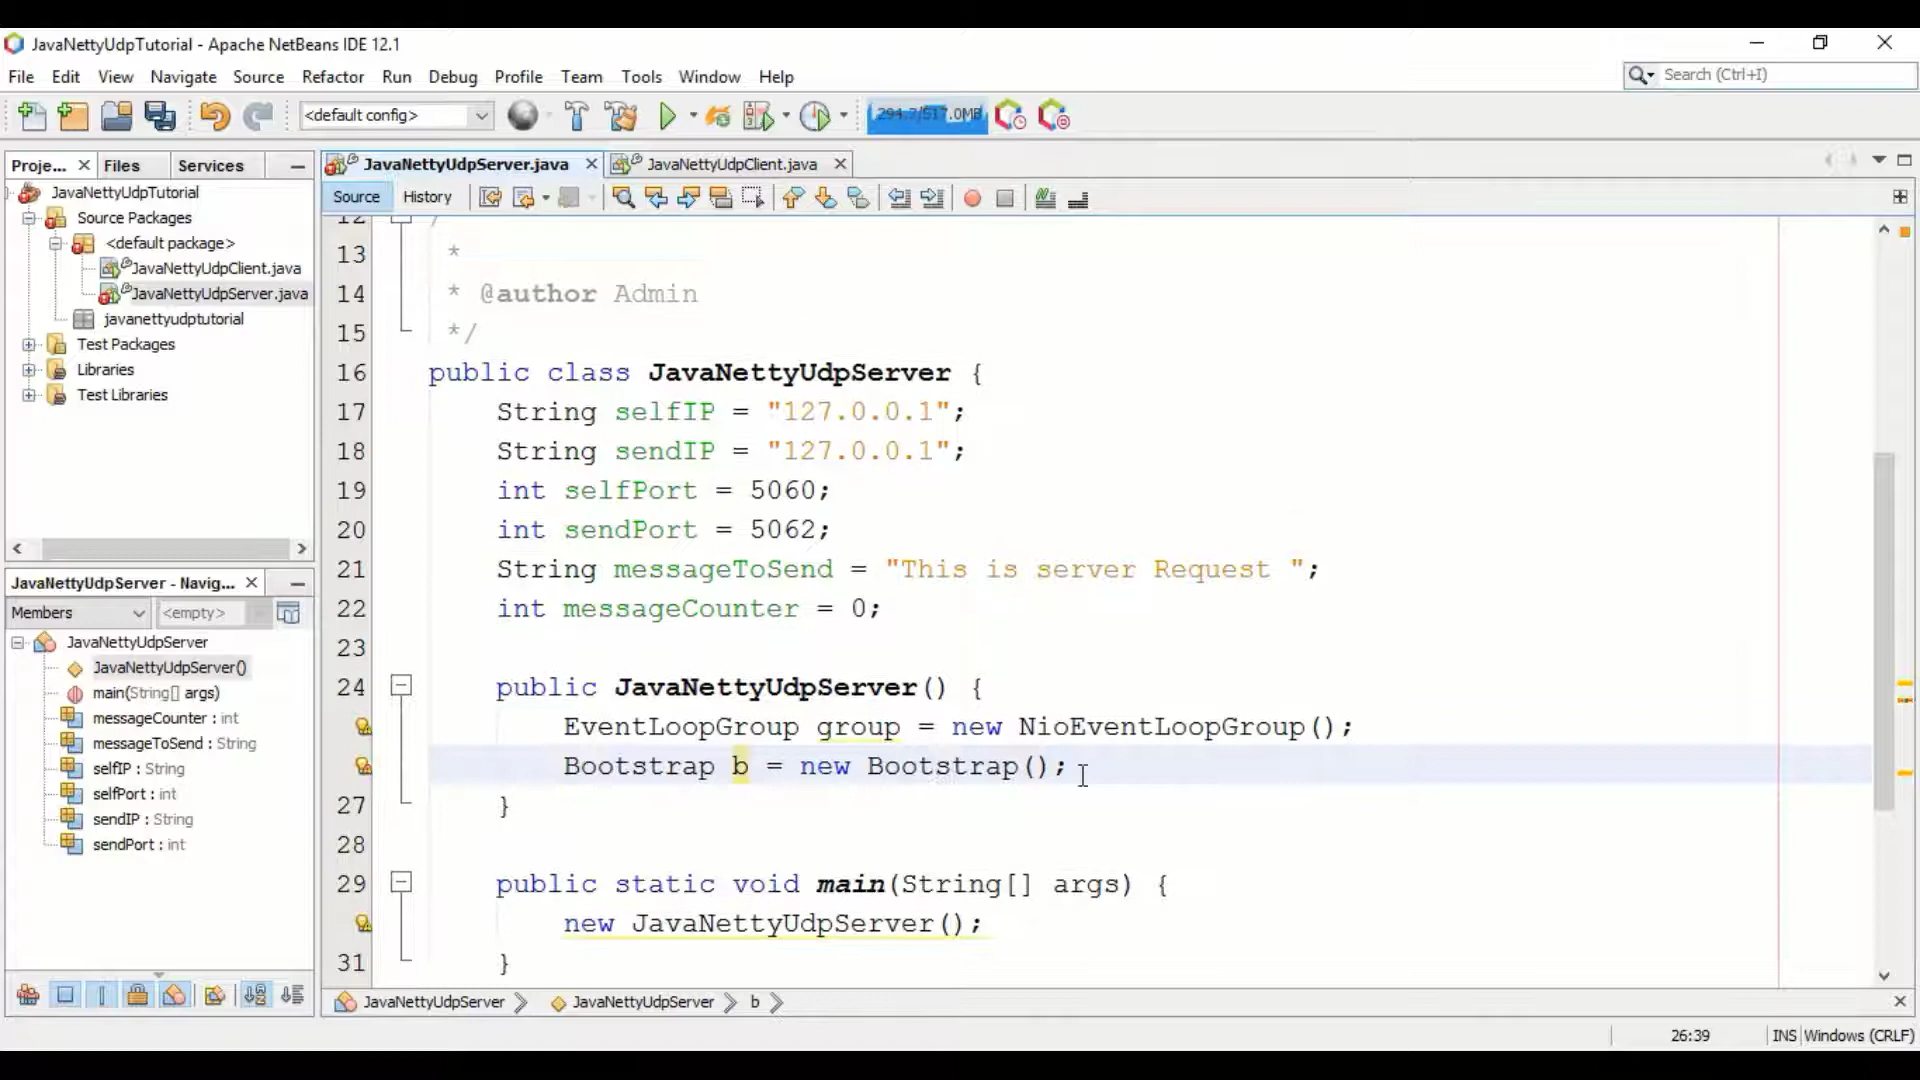 JavaNettyUdpTutorial - Apache NetBeans IDE 12.1
File Edit View Navigate Source Refactor Run Debug Profile Team Tools Window Help
Search (Ctrl+I)
<default config>
294.7/517.0MB
Proje... Files Services
JavaNettyUdpServer.java JavaNettyUdpClient.java
Source History
JavaNettyUdpTutorial
Source Packages
<default package>
JavaNettyUdpClient.java
JavaNettyUdpServer.java
javanettyudptutorial
Test Packages
Libraries
Test Libraries
JavaNettyUdpServer - Navig...
Members <empty>
JavaNettyUdpServer
JavaNettyUdpServer()
main(String[] args)
messageCounter : int
messageToSend : String
selfIP : String
selfPort : int
sendIP : String
sendPort : int
12 /
13 *
14 * @author Admin
15 */
16 public class JavaNettyUdpServer {
17 String selfIP = "127.0.0.1";
18 String sendIP = "127.0.0.1";
19 int selfPort = 5060;
20 int sendPort = 5062;
21 String messageToSend = "This is server Request ";
22 int messageCounter = 0;
23
24 public JavaNettyUdpServer() {
EventLoopGroup group = new NioEventLoopGroup();
Bootstrap b = new Bootstrap();
27 }
28
29 public static void main(String[] args) {
new JavaNettyUdpServer();
31 }
JavaNettyUdpServer JavaNettyUdpServer b
26:39 INS Windows (CRLF)